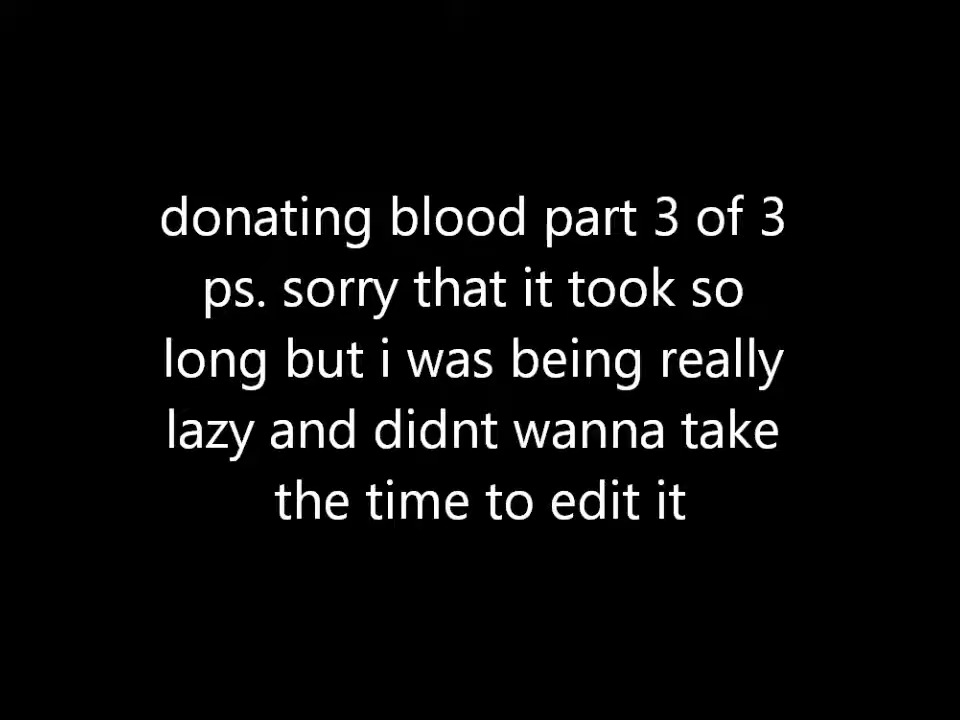 donating blood part 3 of 3
ps. sorry that it took so
long but i was being really
lazy and didnt wanna take
the time to edit it